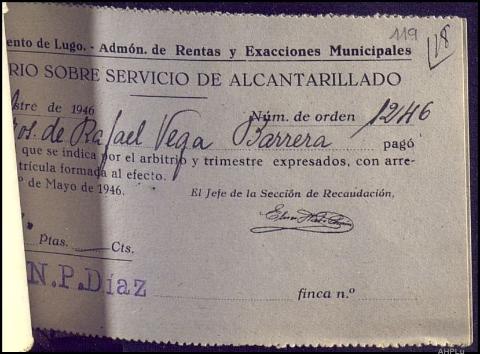 119
118
ento de Lugo. - Admón. de Rentas y Exacciones Municipales
RIO SOBRE SERVICIO DE ALCANTARILLADO
stre de 1946
Núm. de orden 1246
ros. de Rafael Vega Barrera pagó
que se indica por el arbitrio y trimestre expresados, con arre-
trícula formada al efecto.
º de Mayo de 1946.
El Jefe de la Sección de Recaudación,
Ptas. Cts.
N.P.Díaz
finca n.º
AHPLu